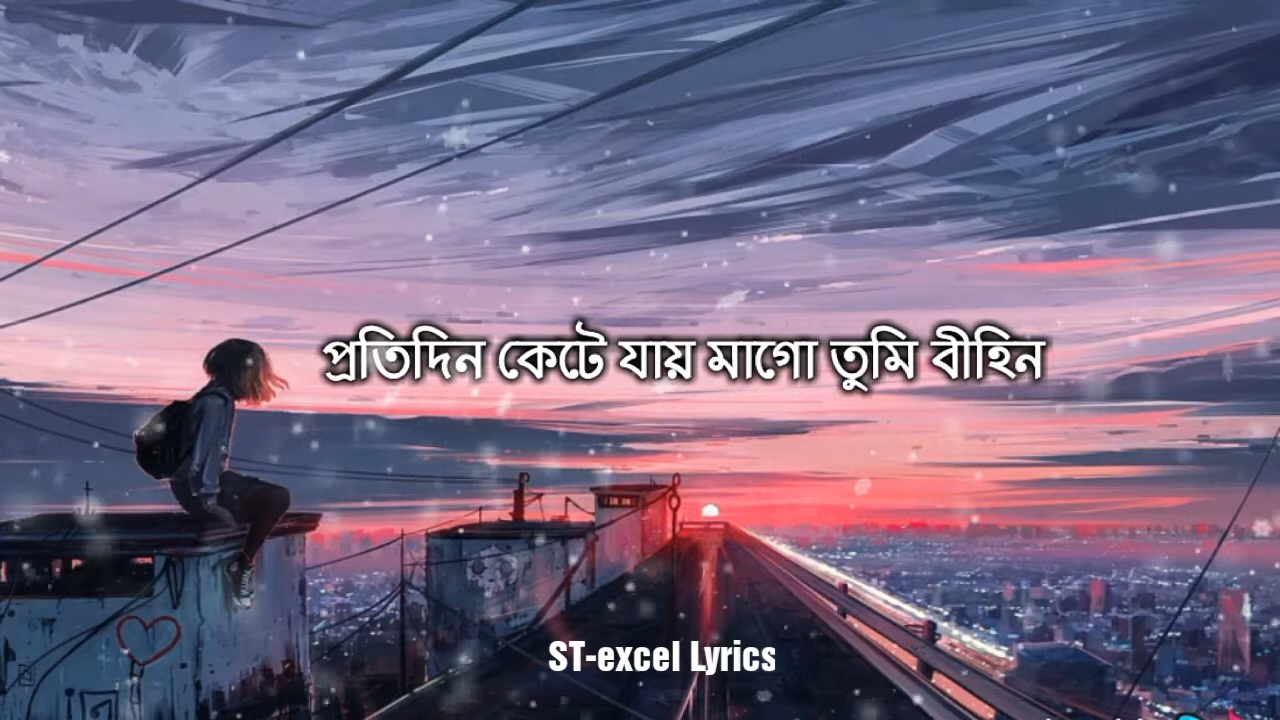 প্রতিদিন কেটে যায় মাগো তুমি বীহিন
ST-excel Lyrics